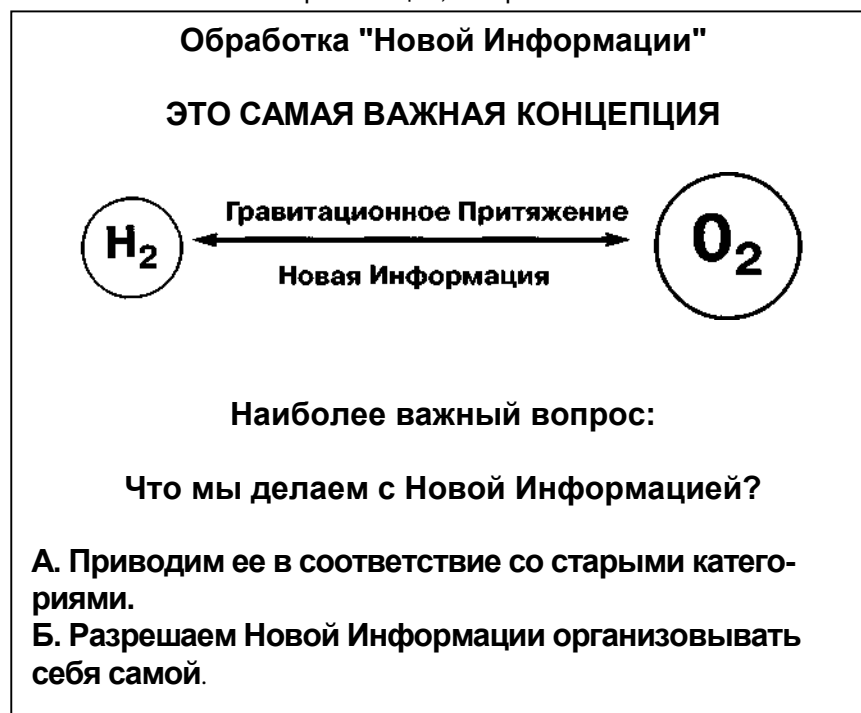 Обработка "Новой Информации"
ЭТО САМАЯ ВАЖНАЯ КОНЦЕПЦИЯ
Гравитационное Притяжение
H₂
O₂
Новая Информация
Наиболее важный вопрос:
Что мы делаем с Новой Информацией?
А. Приводим ее в соответствие со старыми катего-
риями.
Б. Разрешаем Новой Информации организовывать
себя самой.